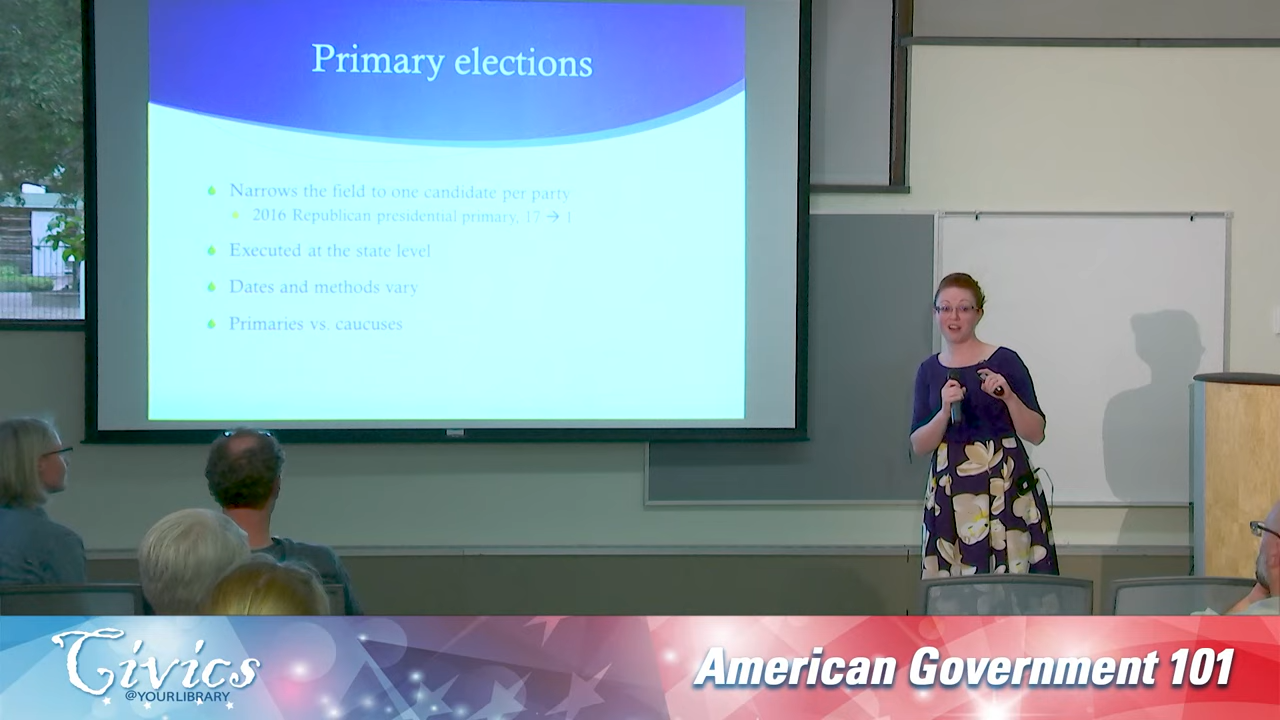 Primary elections
Narrows the field to one candidate per party
2016 Republican presidential primary, 17 → 1
Executed at the state level
Dates and methods vary
Primaries vs. caucuses
Civics
@YOURLIBRARY
American Government 101